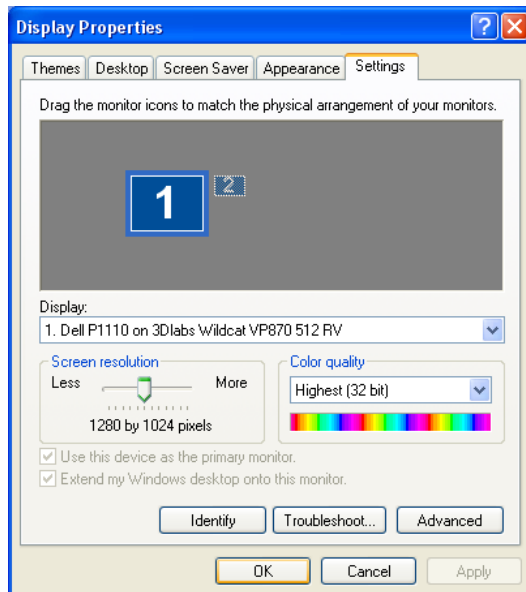 Display Properties
Themes Desktop Screen Saver Appearance Settings
Drag the monitor icons to match the physical arrangement of your monitors.
1 2
Display:
1. Dell P1110 on 3Dlabs Wildcat VP870 512 RV
Screen resolution Color quality
Less More Highest (32 bit)
1280 by 1024 pixels
Use this device as the primary monitor.
Extend my Windows desktop onto this monitor.
Identify Troubleshoot... Advanced
OK Cancel Apply